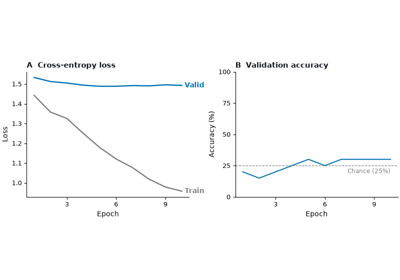 A Cross-entropy loss
1.5
1.4
1.3
1.2
1.1
1.0
Loss
3
6
9
Epoch
Valid
Train
B Validation accuracy
100
75
50
25
0
Accuracy (%)
3
6
9
Epoch
Chance (25%)